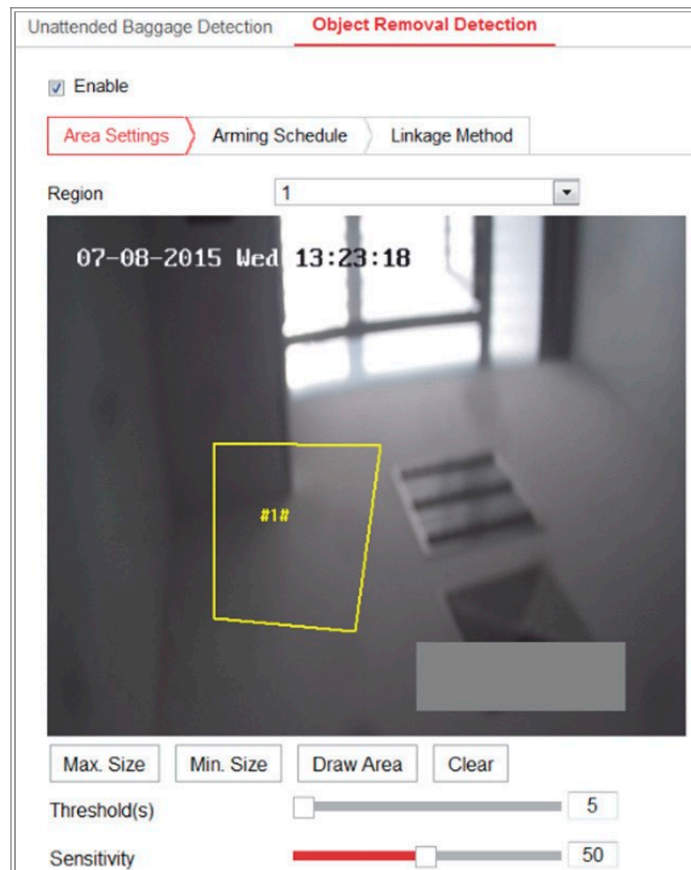 Unattended Baggage Detection Object Removal Detection
Enable
Area Settings Arming Schedule Linkage Method
Region 1
07-08-2015 Wed 13:23:18
#1#
Max. Size Min. Size Draw Area Clear
Threshold(s) 5
Sensitivity 50